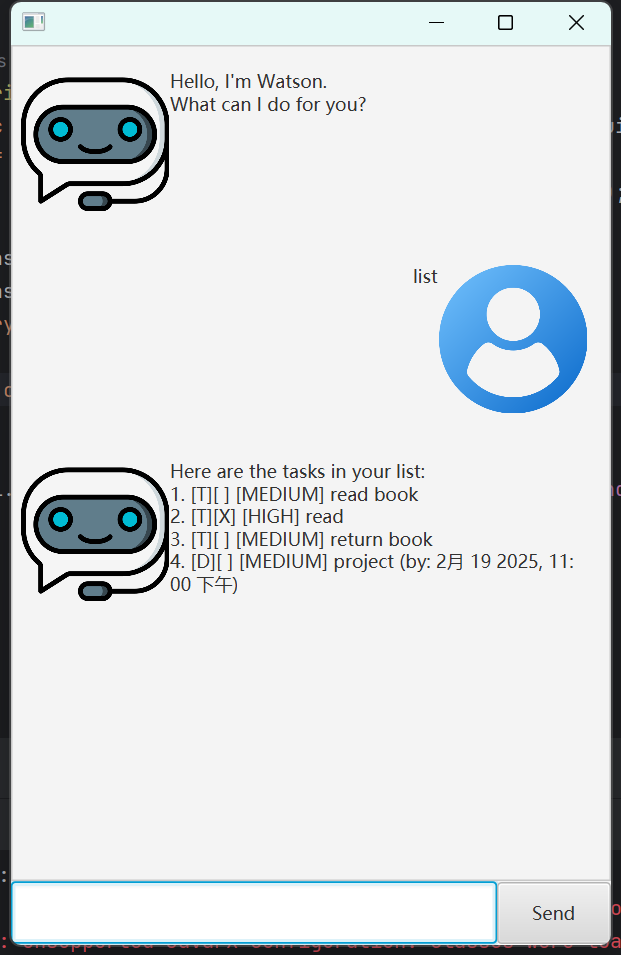 Hello, I'm Watson.
What can I do for you?
list
Here are the tasks in your list:
1. [T][ ] [MEDIUM] read book
2. [T][X] [HIGH] read
3. [T][ ] [MEDIUM] return book
4. [D][ ] [MEDIUM] project (by: 2月 19 2025, 11:
00 下午)
Send